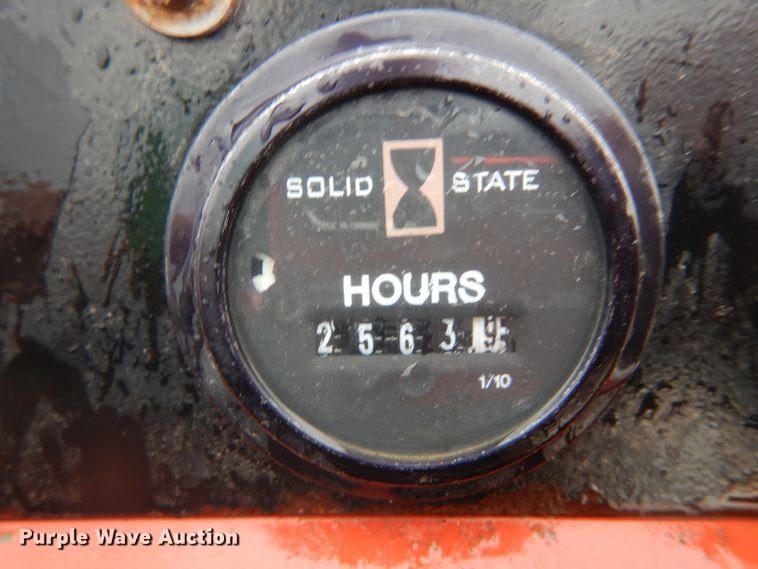 SOLID STATE
HOURS
2563
1/10
Purple Wave Auction